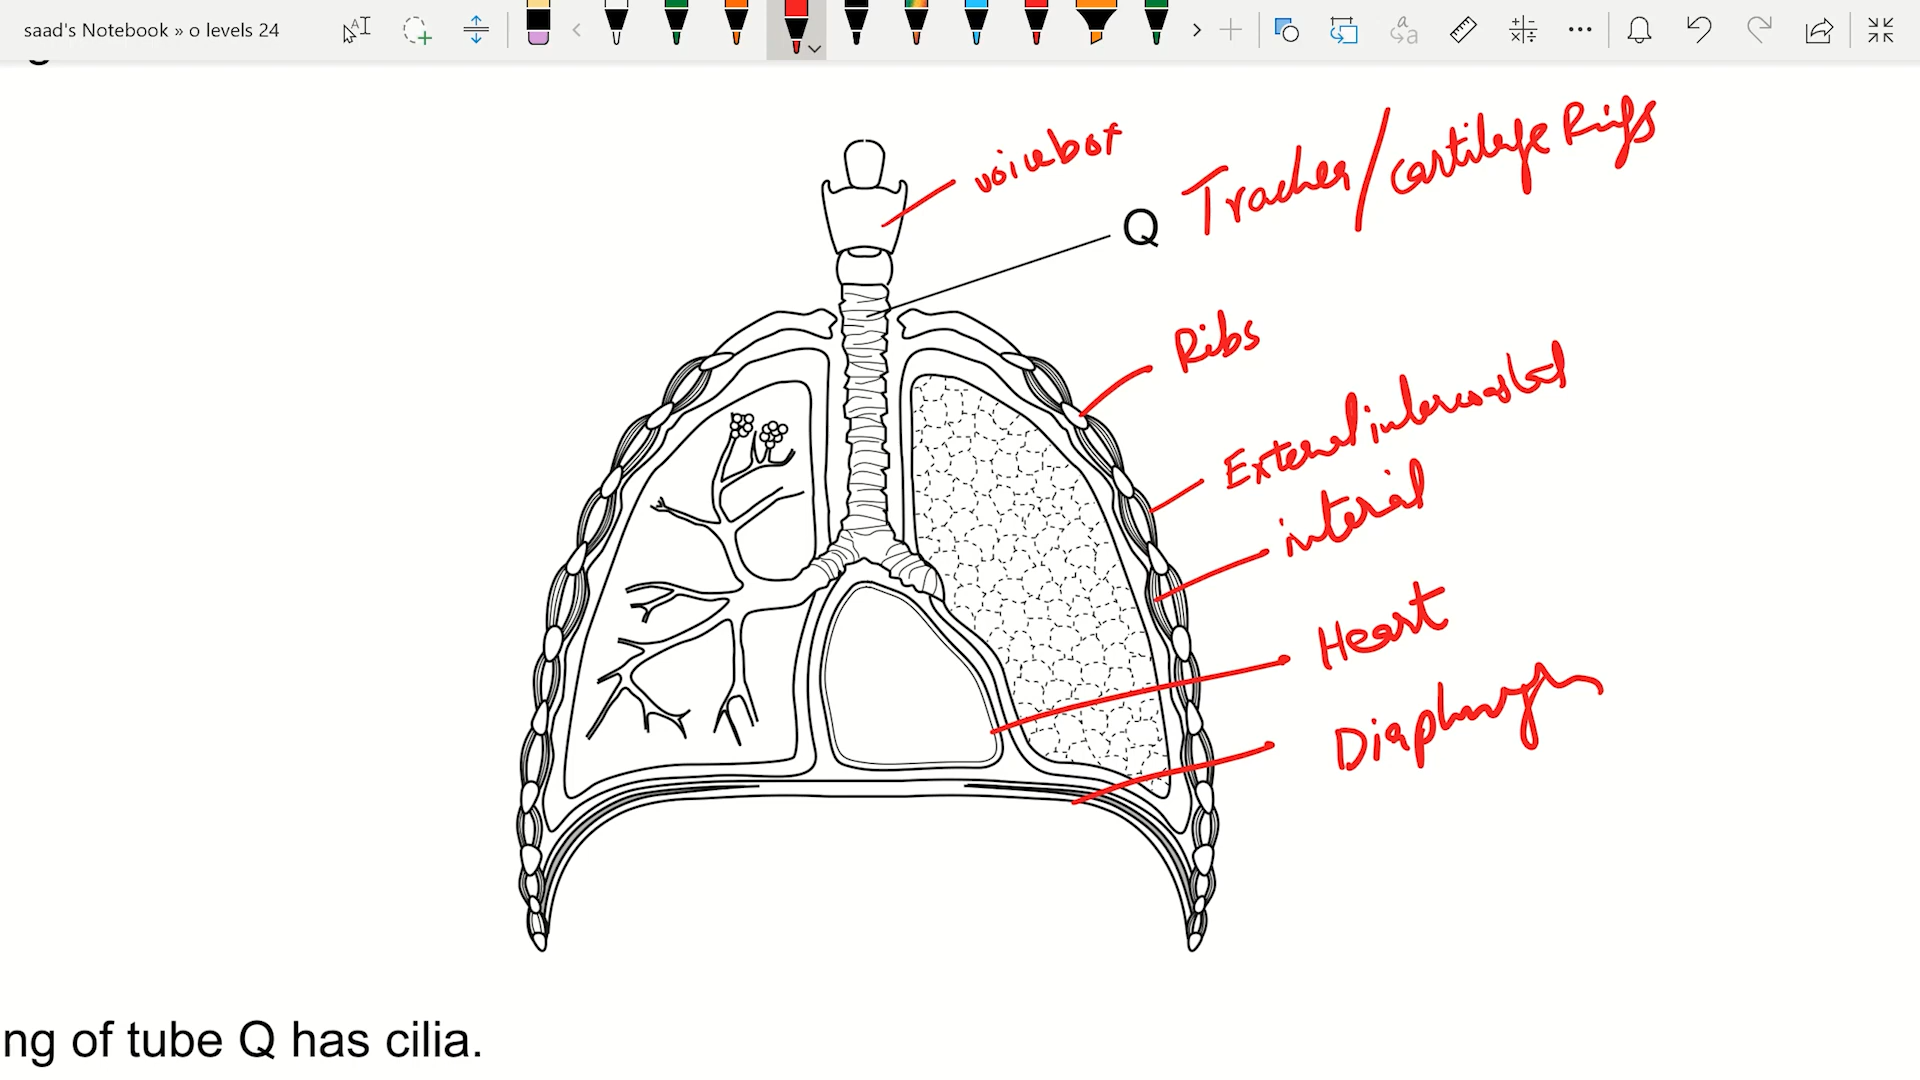 saad's Notebook » o levels 24
voicebox
Q Trachea/cartilage Rings
Ribs
External intercostal
internal
Heart
Diaphragm
ng of tube Q has cilia.